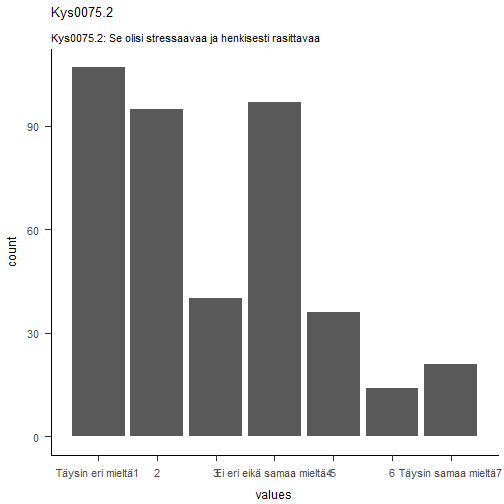 Kys0075.2
Kys0075.2: Se olisi stressaavaa ja henkisesti rasittavaa
90
60
30
0
count
Täysin eri mieltä1 2 3 Ei eri eikä samaa mieltä4 5 6 Täysin samaa mieltä7
values